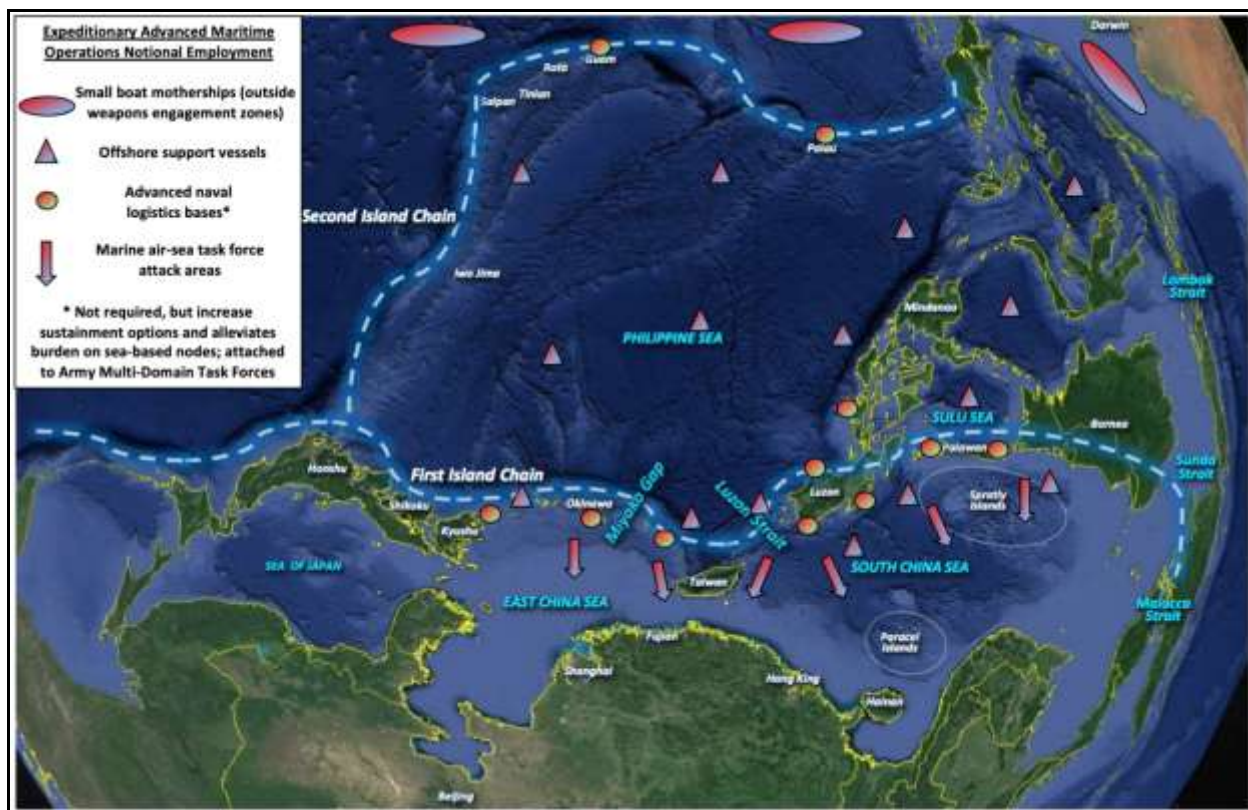 Expeditionary Advanced Maritime
Operations Notional Employment
Small boat motherships (outside
weapons engagement zones)
Offshore support vessels
Advanced naval
logistics bases*
Marine air-sea task force
attack areas
* Not required, but increase
sustainment options and alleviates
burden on sea-based nodes; attached
to Army Multi-Domain Task Forces
Darwin
Guam
Rota
Tinian
Saipan
Palau
Second Island Chain
Iwo Jima
PHILIPPINE SEA
Mindanao
Lombok
Strait
SULU SEA
Borneo
Palawan
Honshu
First Island Chain
Shikoku
Kyushu
Okinawa
Miyako Gap
Luzon Strait
Luzon
Spratly
Islands
Sunda
Strait
SEA OF JAPAN
EAST CHINA SEA
Taiwan
SOUTH CHINA SEA
Malacca
Strait
Paracel
Islands
Shanghai
Fujian
Hong King
Hainan
Beijing